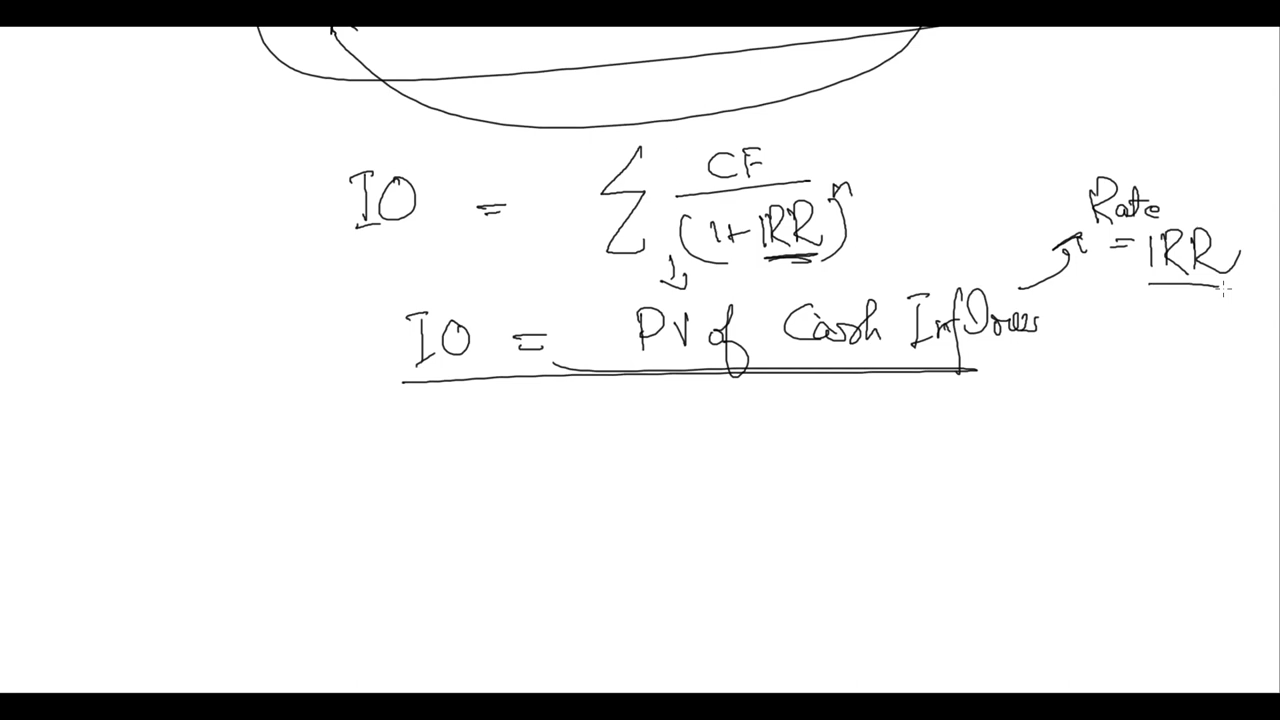 IO = ∑ CF / (1 + IRR)^n
Rate
= IRR
IO = PV of Cash Inflows